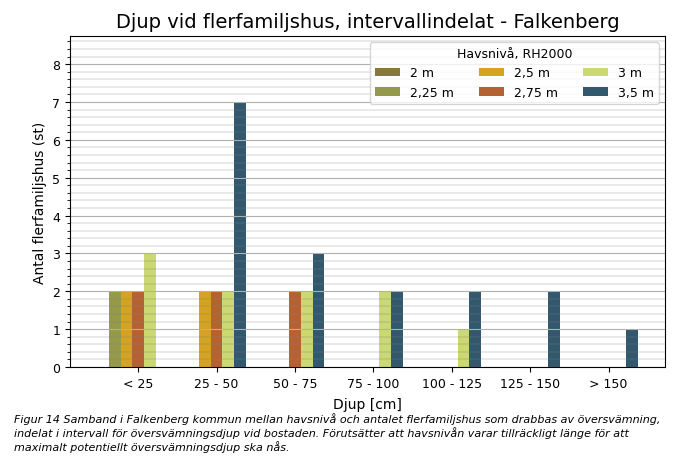 Djup vid flerfamiljshus, intervallindelat - Falkenberg
Havsnivå, RH2000
2 m 2,5 m 3 m
2,25 m 2,75 m 3,5 m
Antal flerfamiljshus (st)
8
7
6
5
4
3
2
1
0
< 25 25 - 50 50 - 75 75 - 100 100 - 125 125 - 150 > 150
Djup [cm]
Figur 14 Samband i Falkenberg kommun mellan havsnivå och antalet flerfamiljshus som drabbas av översvämning,
indelat i intervall för översvämningsdjup vid bostaden. Förutsätter att havsnivån varar tillräckligt länge för att
maximalt potentiellt översvämningsdjup ska nås.